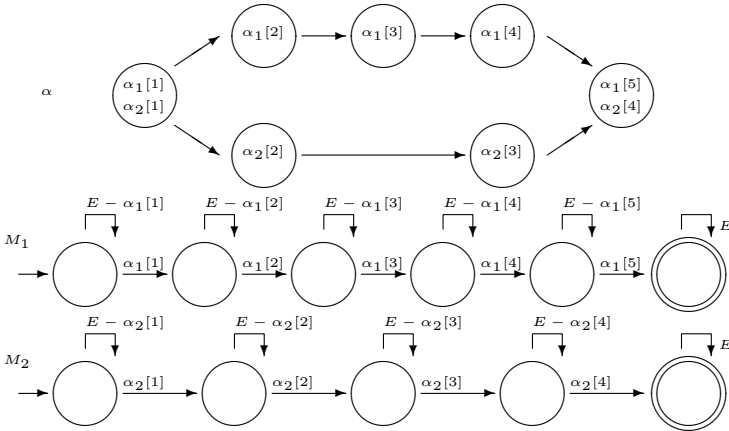 α₁[2] α₁[3] α₁[4]
α α₁[1] α₁[5]
α₂[1] α₂[4]
α₂[2] α₂[3]
E − α₁[1] E − α₁[2] E − α₁[3] E − α₁[4] E − α₁[5] E
M₁ α₁[1] α₁[2] α₁[3] α₁[4] α₁[5]
E − α₂[1] E − α₂[2] E − α₂[3] E − α₂[4] E
M₂ α₂[1] α₂[2] α₂[3] α₂[4]